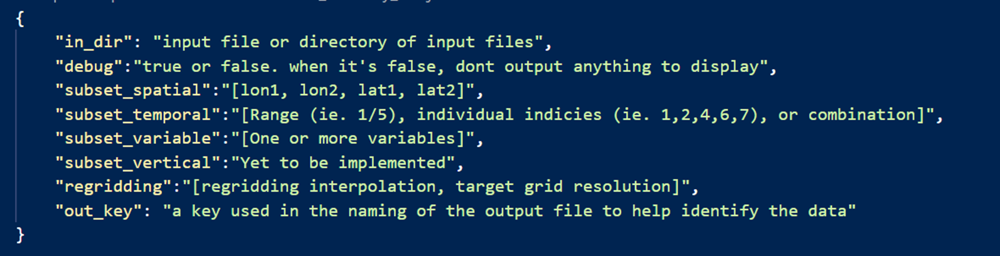 {
"in_dir": "input file or directory of input files",
"debug":"true or false. when it's false, dont output anything to display",
"subset_spatial":"[lon1, lon2, lat1, lat2]",
"subset_temporal":"[Range (ie. 1/5), individual indicies (ie. 1,2,4,6,7), or combination]",
"subset_variable":"[One or more variables]",
"subset_vertical":"Yet to be implemented",
"regridding":"[regridding interpolation, target grid resolution]",
"out_key": "a key used in the naming of the output file to help identify the data"
}